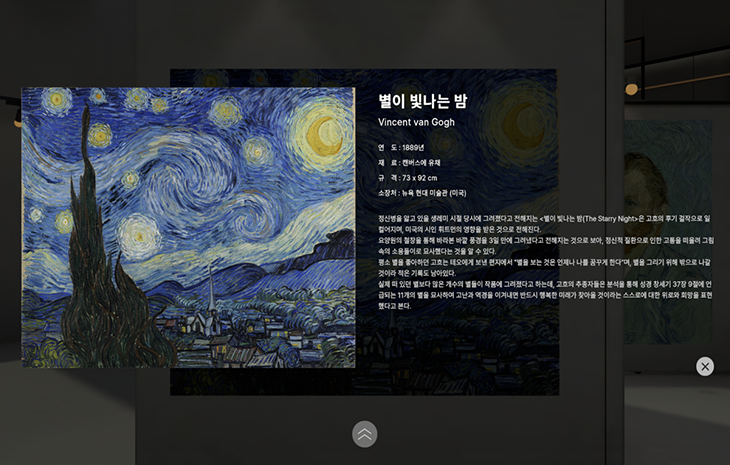 별이 빛나는 밤
Vincent van Gogh
연 도 : 1889년
재 료 : 캔버스에 유채
규 격 : 73 x 92 cm
소장처 : 뉴욕 현대 미술관 (미국)
정신병을 앓고 있을 생레미 시절 당시에 그려졌다고 전해지는 <별이 빛나는 밤(The Starry Night)>은 고흐의 후기 걸작으로 일
컬어지며, 미국의 시인 휘트먼의 영향을 받은 것으로 전해진다.
요양원의 철창을 통해 바라본 바깥 풍경을 3일 만에 그려냈다고 전해지는 것으로 보아, 정신적 질환으로 인한 고통을 떠올려 그림
속의 소용돌이로 묘사했다는 것을 알 수 있다.
평소 별을 좋아하던 고흐는 테오에게 보낸 편지에서 "별을 보는 것은 언제나 나를 꿈꾸게 한다"며, 별을 그리기 위해 밖으로 나갈
것이라 적은 기록도 남아있다.
실제 떠 있던 별보다 많은 개수의 별들이 작품에 그려졌다고 하는데, 고흐의 추종자들은 분석을 통해 성경 창세기 37장 9절에 언
급되는 11개의 별을 묘사하여 고난과 역경을 이겨내면 반드시 행복한 미래가 찾아올 것이라는 스스로에 대한 위로와 희망을 표현
했다고 본다.